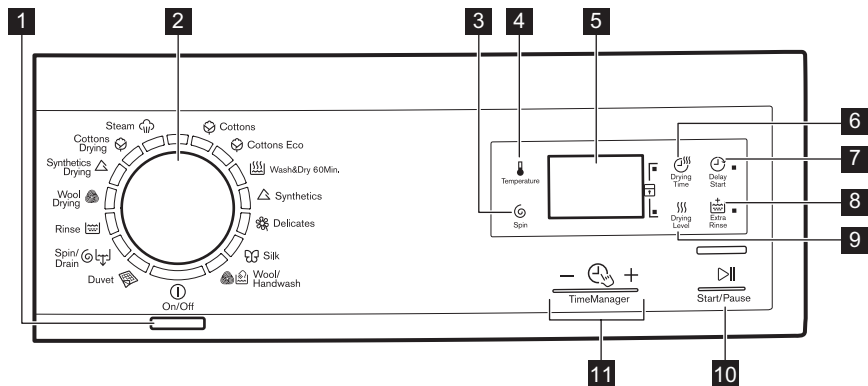 1
2
3
4
5
6
7
8
9
10
11
Steam
Cottons
Drying
Synthetics
Drying
Wool
Drying
Rinse
Spin/
Drain
Duvet
Cottons
Cottons Eco
Wash&Dry 60Min.
Synthetics
Delicates
Silk
Wool/
Handwash
On/Off
Temperature
Spin
Drying
Time
Delay
Start
Drying
Level
Extra
Rinse
− +
TimeManager
Start/Pause